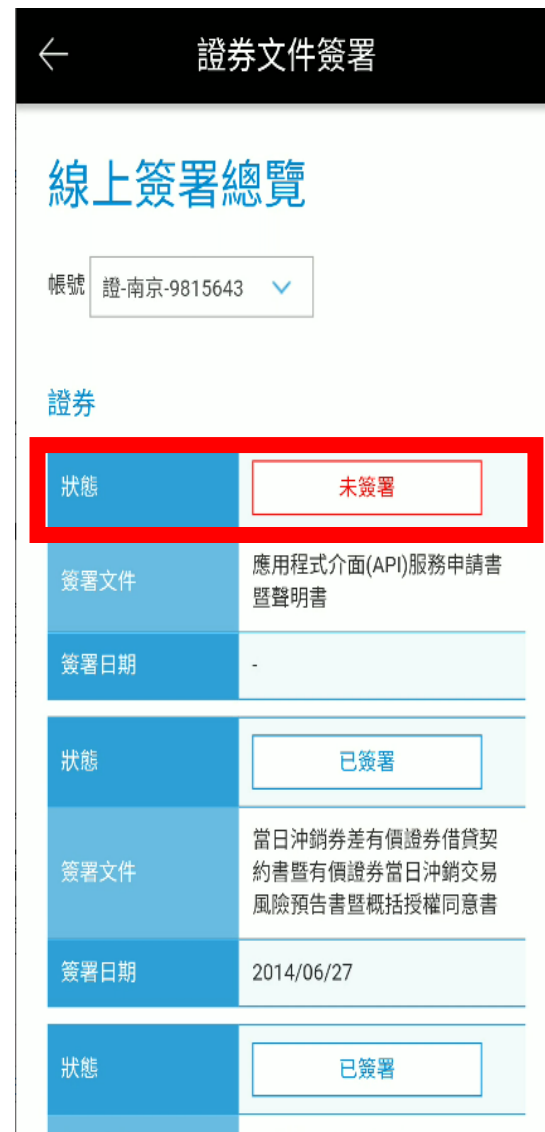 證券文件簽署
線上簽署總覽
帳號 證-南京-9815643
證券
狀態 未簽署
簽署文件 應用程式介面(API)服務申請書
暨聲明書
簽署日期 -
狀態 已簽署
簽署文件 當日沖銷券差有價證券借貸契
約書暨有價證券當日沖銷交易
風險預告書暨概括授權同意書
簽署日期 2014/06/27
狀態 已簽署